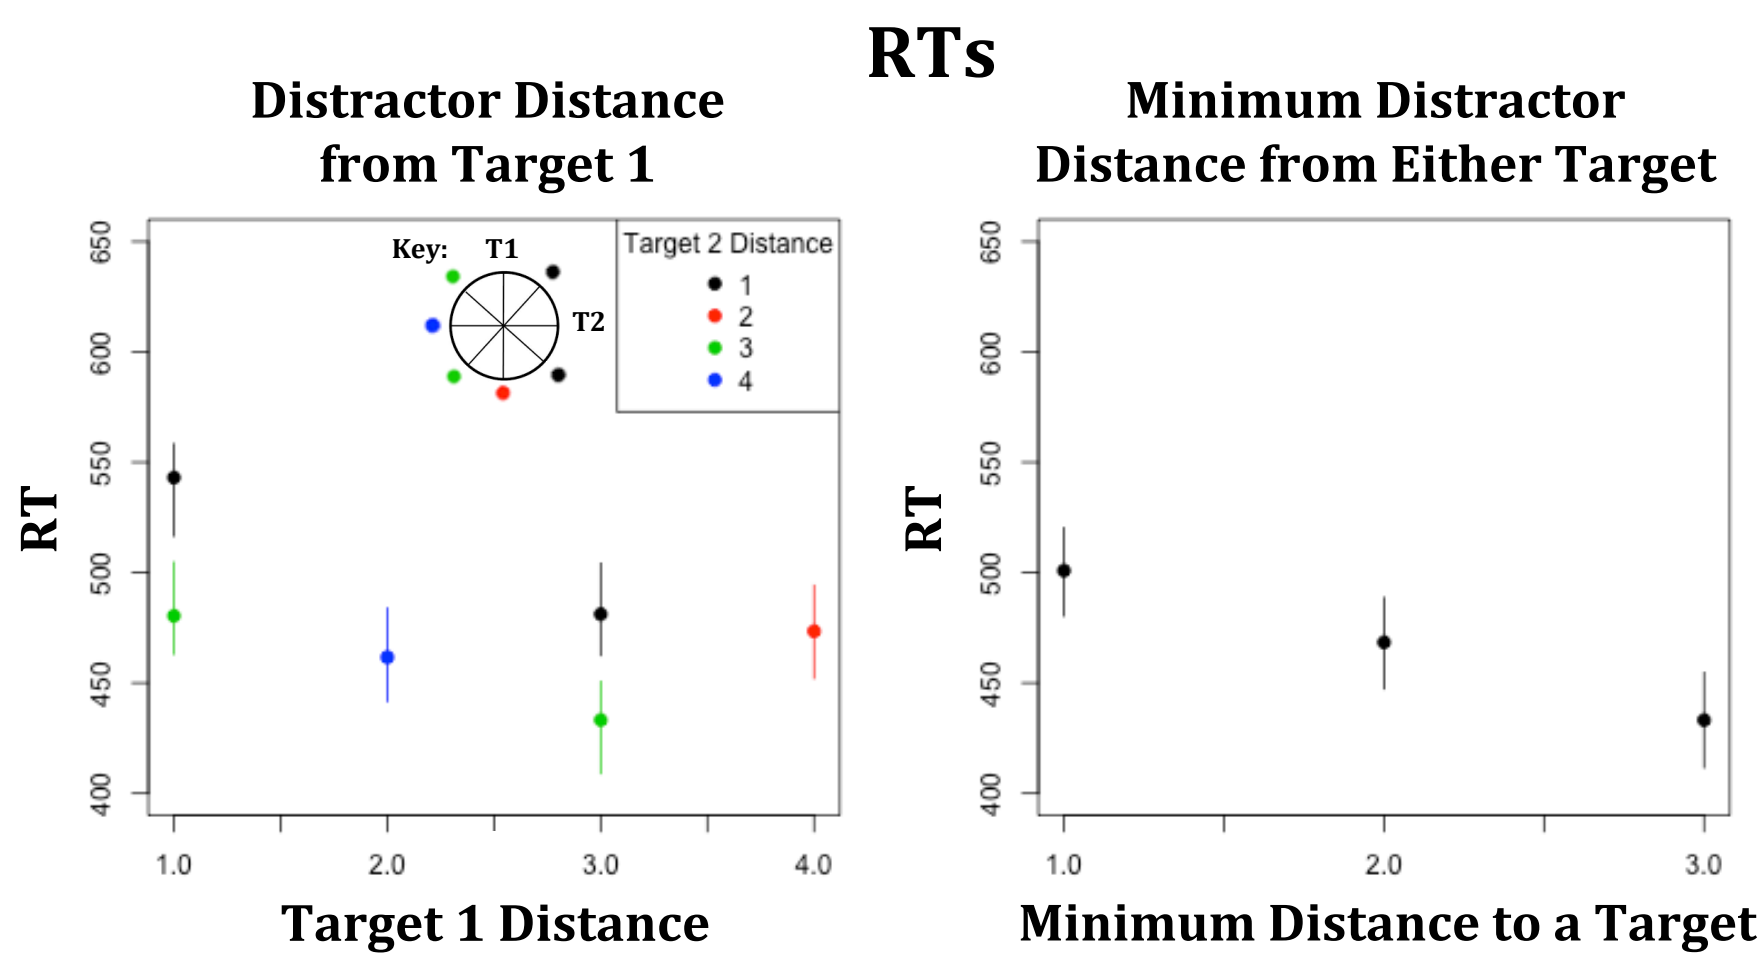 RTs
Distractor Distance
from Target 1
Key:
T1
T2
Target 2 Distance
1
2
3
4
RT
650
600
550
500
450
400
1.0
2.0
3.0
4.0
Target 1 Distance
Minimum Distractor
Distance from Either Target
RT
650
600
550
500
450
400
1.0
2.0
3.0
Minimum Distance to a Target